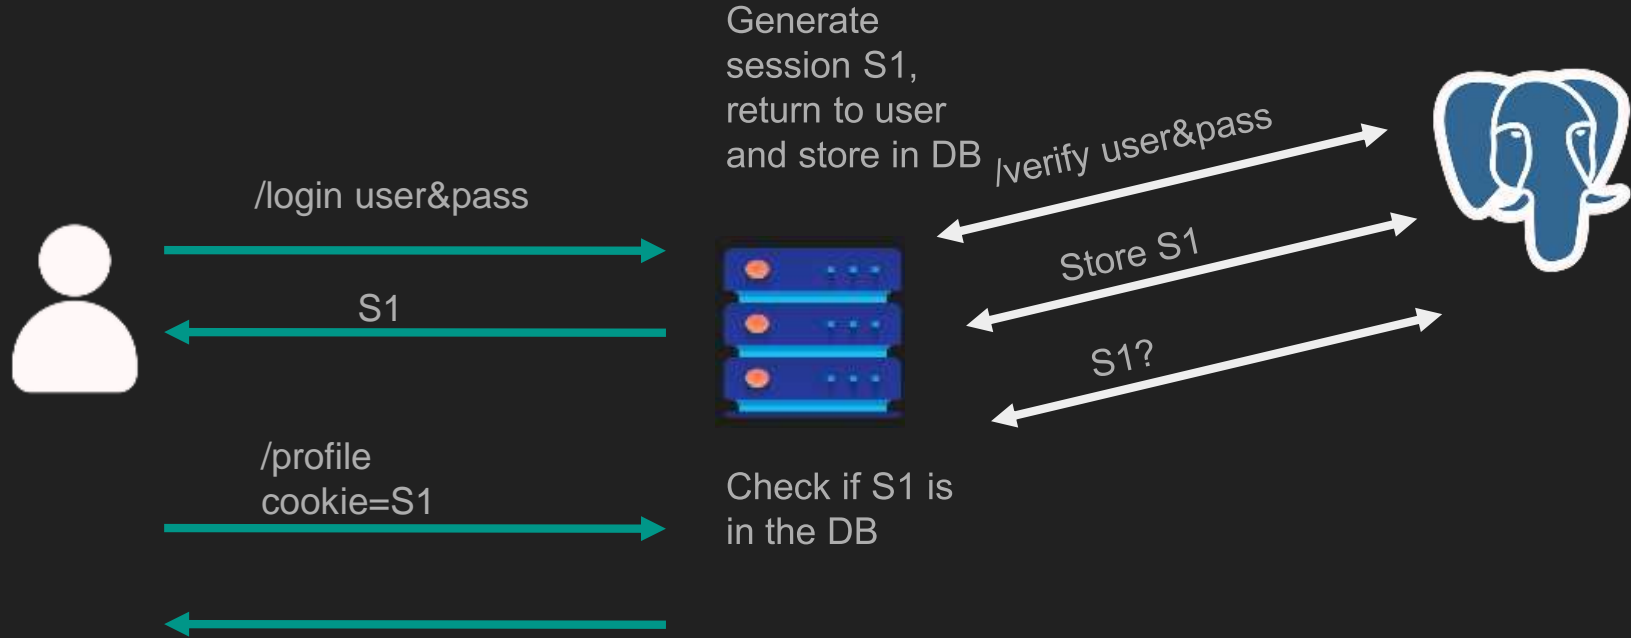 Generate
session S1,
return to user
and store in DB
/login user&pass
S1
/profile
cookie=S1
Check if S1 is
in the DB
/verify user&pass
Store S1
S1?